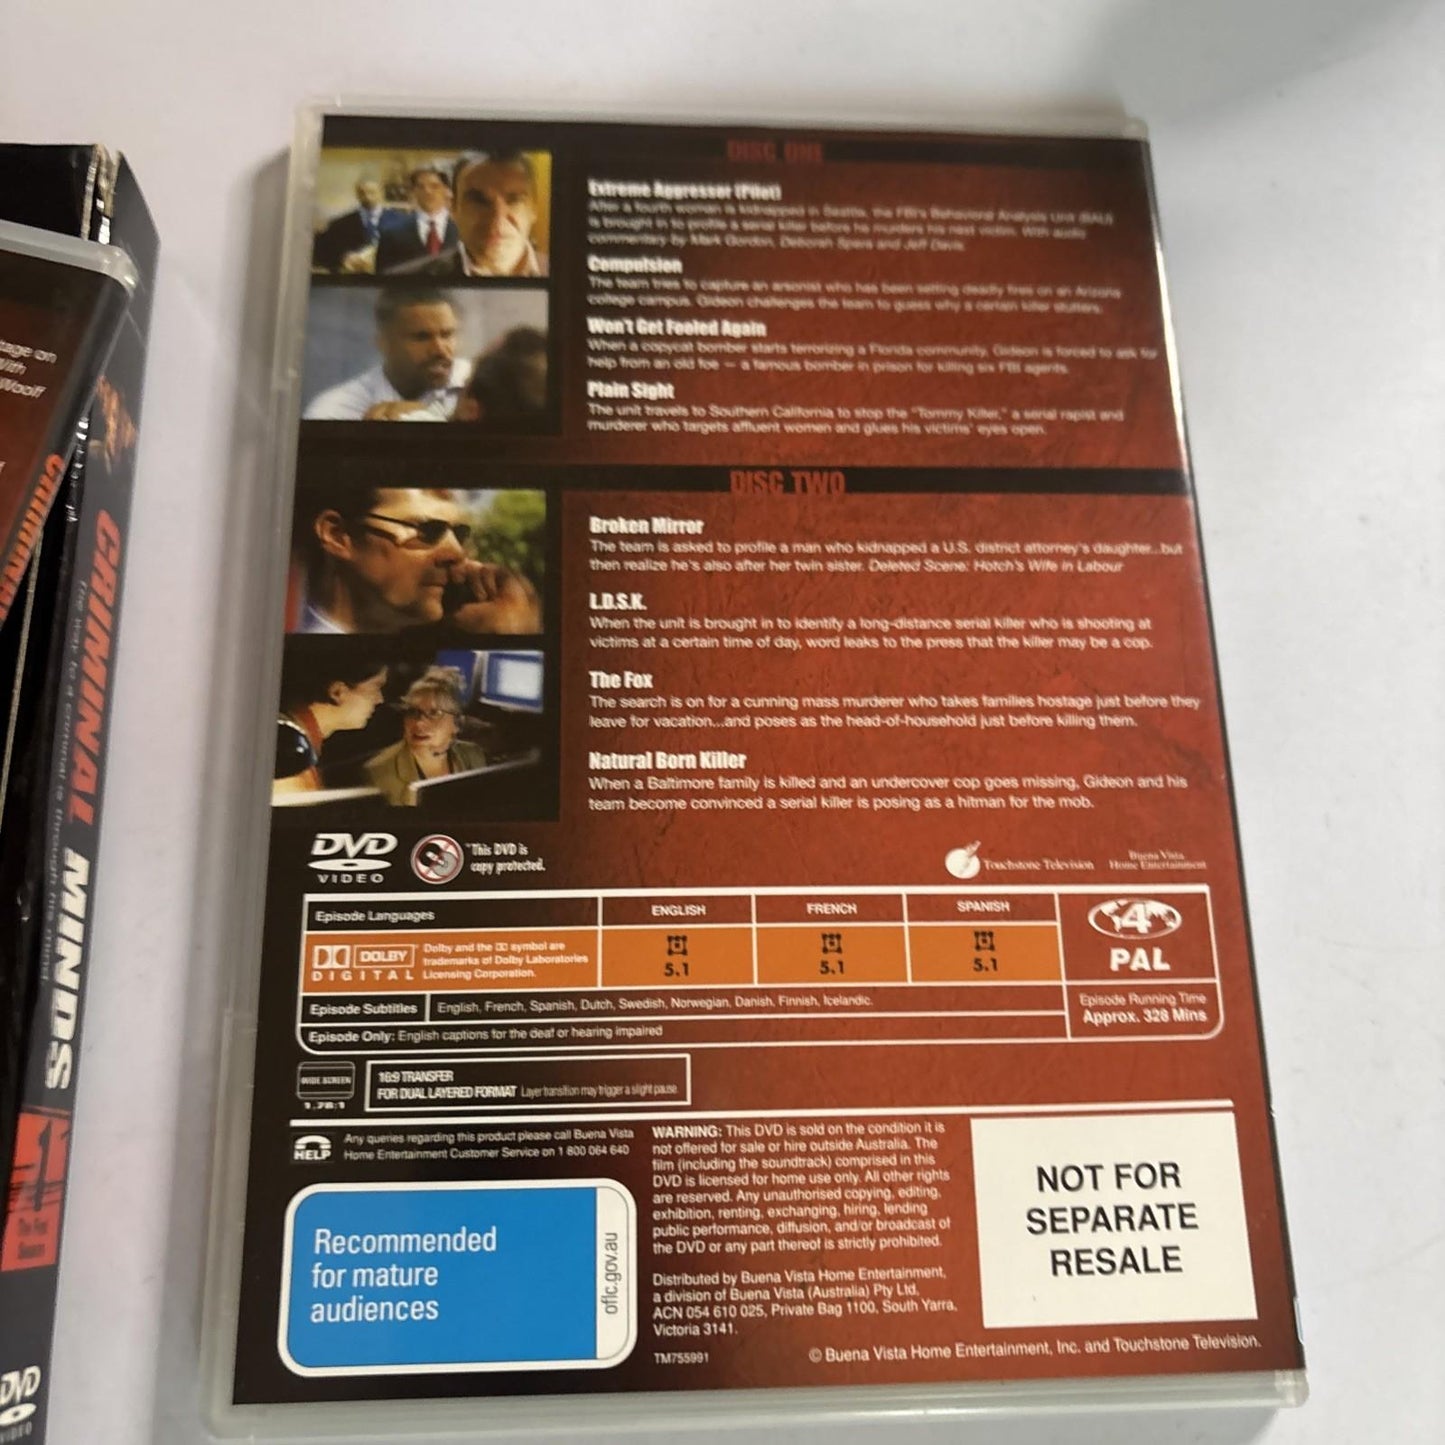 DISC ONE
Extreme Aggressor (Pilot)
After a fourth woman is kidnapped in Seattle, the FBI's Behavioral Analysis Unit (BAU)
is brought in to profile a serial killer before he murders his next victim. With audio
commentary by Mark Gordon, Deborah Spera and Jeff Davis.
Compulsion
The team tries to capture an arsonist who has been setting deadly fires on an Arizona
college campus. Gideon challenges the team to guess why a certain killer stutters.
Won't Get Fooled Again
When a copycat bomber starts terrorizing a Florida community, Gideon is forced to ask for
help from an old foe — a famous bomber in prison for killing six FBI agents.
Plain Sight
The unit travels to Southern California to stop the "Tommy Killer," a serial rapist and
murderer who targets affluent women and glues his victims' eyes open.
DISC TWO
Broken Mirror
The team is asked to profile a man who kidnapped a U.S. district attorney's daughter...but
then realize he's also after her twin sister. Deleted Scene: Hotch's Wife in Labour
L.D.S.K.
When the unit is brought in to identify a long-distance serial killer who is shooting at
victims at a certain time of day, word leaks to the press that the killer may be a cop.
The Fox
The search is on for a cunning mass murderer who takes families hostage just before they
leave for vacation...and poses as the head-of-household just before killing them.
Natural Born Killer
When a Baltimore family is killed and an undercover cop goes missing, Gideon and his
team become convinced a serial killer is posing as a hitman for the mob.
DVD
VIDEO
This DVD is
copy protected.
Touchstone Television
Buena Vista
Home Entertainment
Episode Languages
ENGLISH
FRENCH
SPANISH
DOLBY
DIGITAL
Dolby and the DD symbol are
trademarks of Dolby Laboratories
Licensing Corporation.
5.1
5.1
5.1
4
PAL
Episode Subtitles
English, French, Spanish, Dutch, Swedish, Norwegian, Danish, Finnish, Icelandic.
Episode Running Time
Approx. 328 Mins
Episode Only: English captions for the deaf or hearing impaired
WIDE SCREEN
1.78:1
16:9 TRANSFER
FOR DUAL LAYERED FORMAT Layer transition may trigger a slight pause.
HELP
Any queries regarding this product please call Buena Vista
Home Entertainment Customer Service on 1 800 064 640
Recommended
for mature
audiences
oflc.gov.au
WARNING: This DVD is sold on the condition it is
not offered for sale or hire outside Australia. The
film (including the soundtrack) comprised in this
DVD is licensed for home use only. All other rights
are reserved. Any unauthorised copying, editing,
exhibition, renting, exchanging, hiring, lending
public performance, diffusion, and/or broadcast of
the DVD or any part thereof is strictly prohibited.
Distributed by Buena Vista Home Entertainment,
a division of Buena Vista (Australia) Pty Ltd,
ACN 054 610 025, Private Bag 1100, South Yarra,
Victoria 3141.
TM755991
NOT FOR
SEPARATE
RESALE
© Buena Vista Home Entertainment, Inc. and Touchstone Television.
CRIMINAL MINDS
the way to a criminal is through his mind
1
The First
Season
DVD
VIDEO
tage on
With
Woolf
CRIMINAL